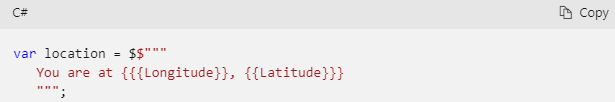 C#
Copy
var location = $$"""
You are at {{{Longitude}}, {{Latitude}}}
""";